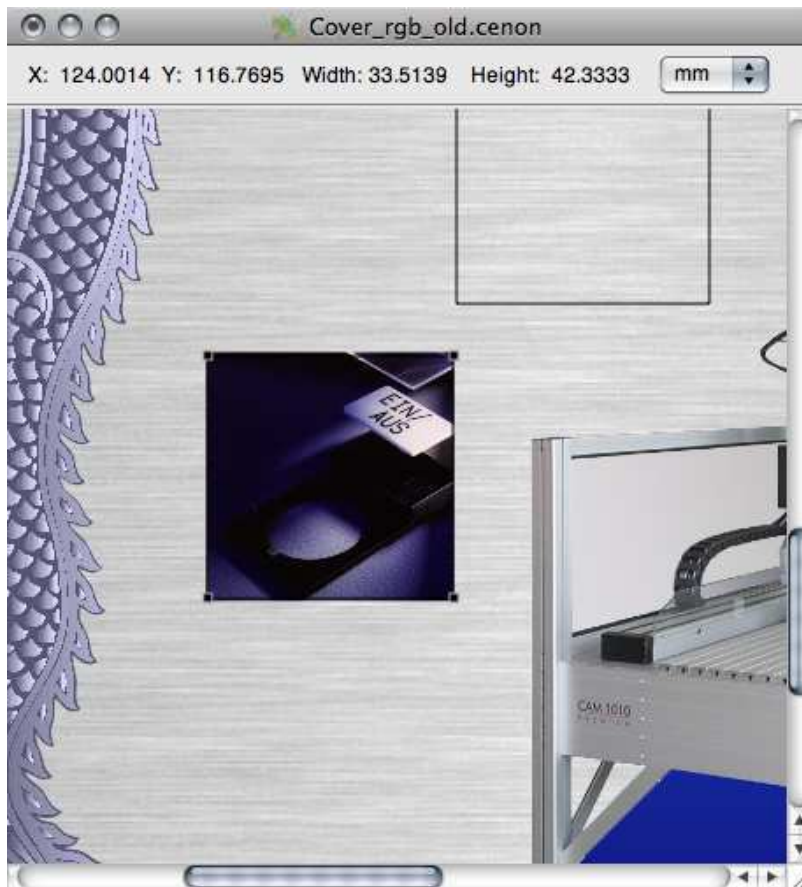 Cover_rgb_old.cenon
X: 124.0014 Y: 116.7695 Width: 33.5139 Height: 42.3333 mm
EIN/
AUS
CAM 1010